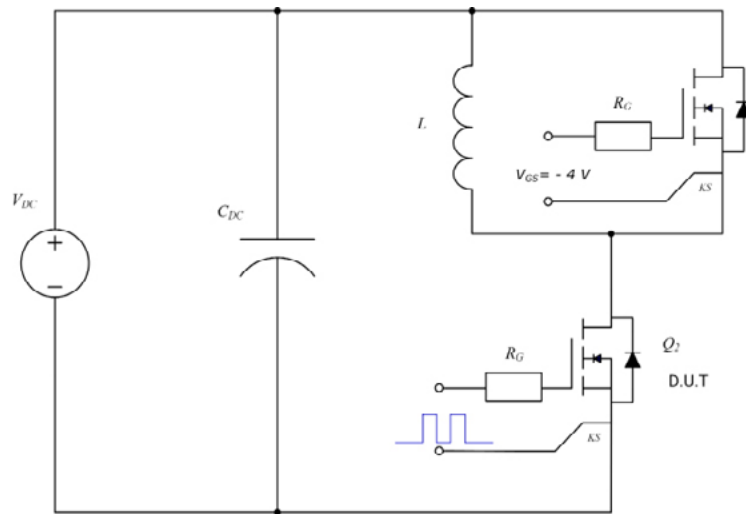 R_G
L
V_GS = - 4 V
KS
V_DC
+
−
C_DC
Q_2
R_G
D.U.T
KS